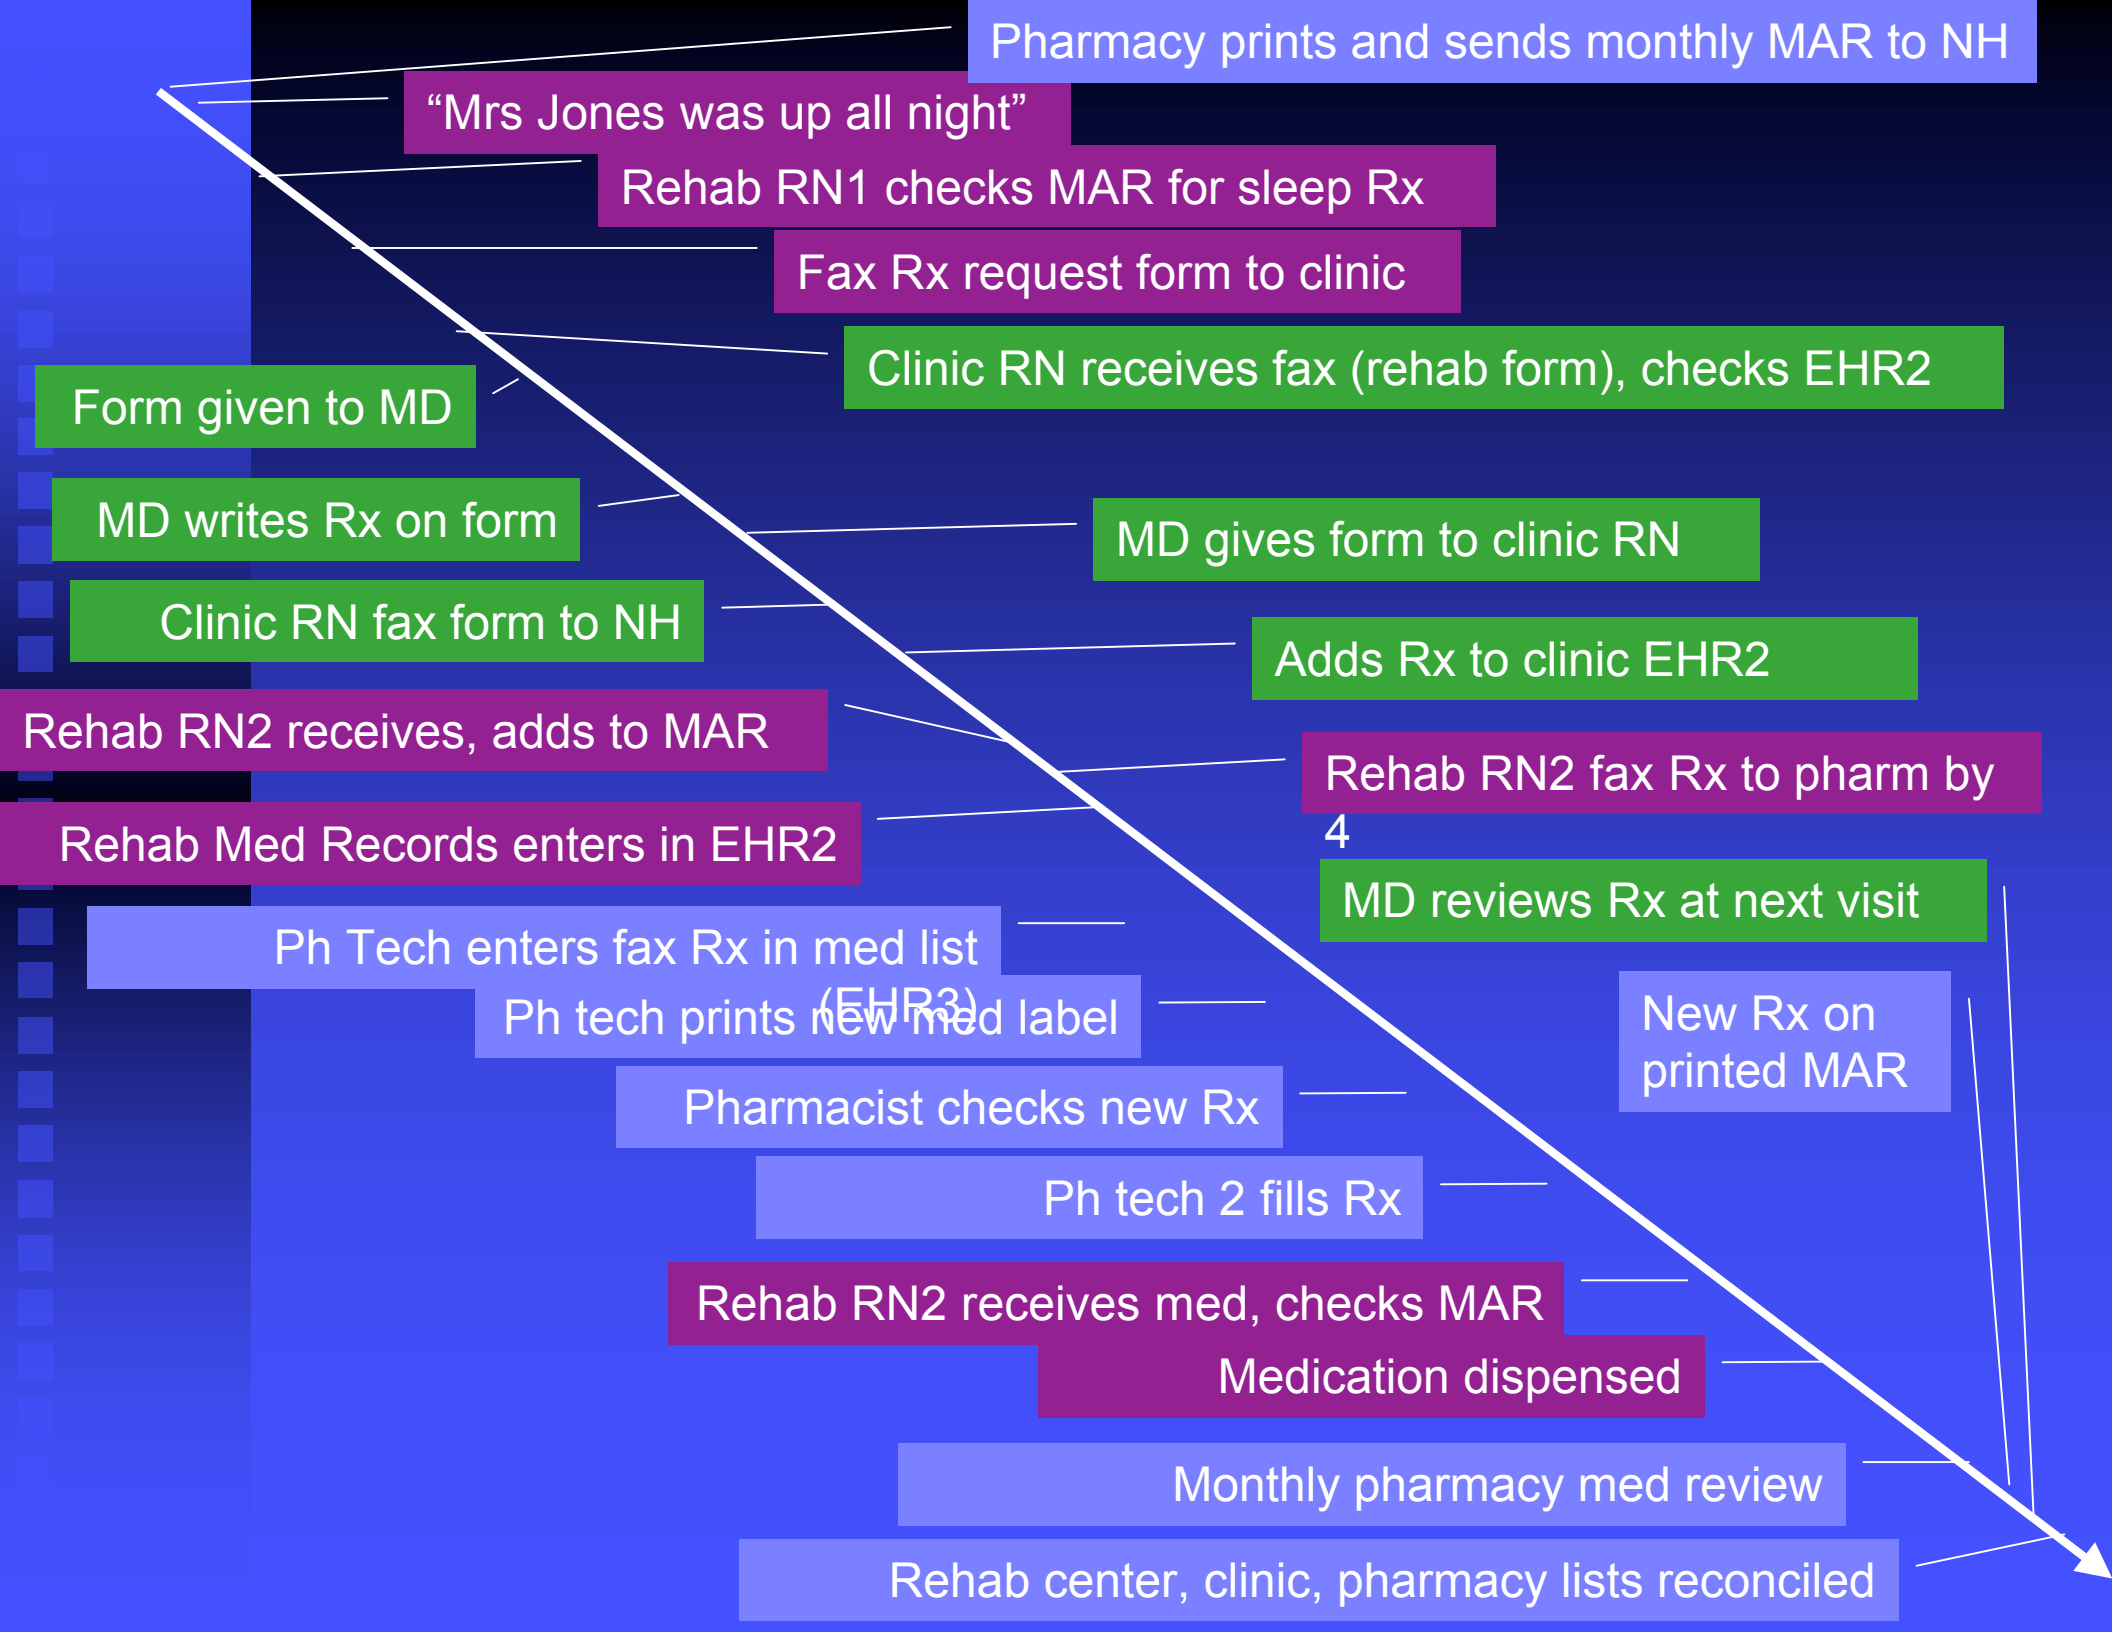 Pharmacy prints and sends monthly MAR to NH
“Mrs Jones was up all night”
Rehab RN1 checks MAR for sleep Rx
Fax Rx request form to clinic
Clinic RN receives fax (rehab form), checks EHR2
Form given to MD
MD writes Rx on form
MD gives form to clinic RN
Clinic RN fax form to NH
Adds Rx to clinic EHR2
Rehab RN2 receives, adds to MAR
Rehab RN2 fax Rx to pharm by
4
Rehab Med Records enters in EHR2
MD reviews Rx at next visit
Ph Tech enters fax Rx in med list
(EHR3)
Ph tech prints new med label
New Rx on
printed MAR
Pharmacist checks new Rx
Ph tech 2 fills Rx
Rehab RN2 receives med, checks MAR
Medication dispensed
Monthly pharmacy med review
Rehab center, clinic, pharmacy lists reconciled